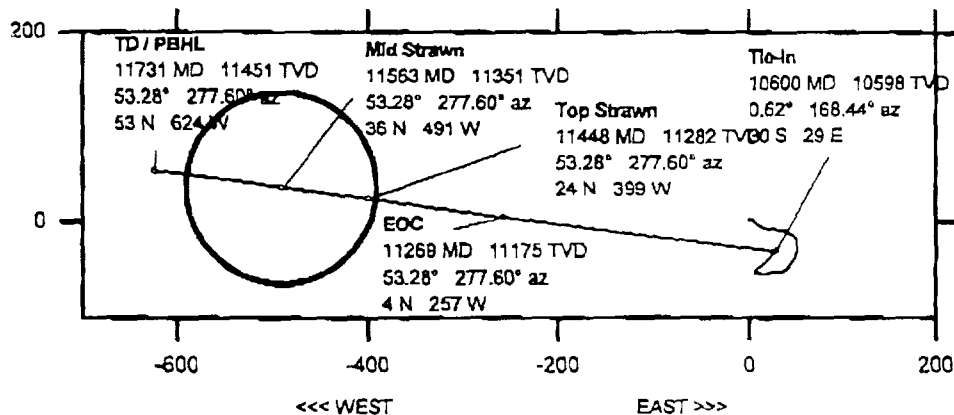 200
TD / PBHL
11731 MD 11451 TVD
53.28° 277.60° az
53 N 624 W
Mid Strawn
11563 MD 11351 TVD
53.28° 277.60° az
36 N 491 W
Top Strawn
11448 MD 11282 TVD
53.28° 277.60° az
24 N 399 W
Tie-In
10600 MD 10598 TVD
0.62° 168.44° az
30 S 29 E
0
EOC
11269 MD 11175 TVD
53.28° 277.60° az
4 N 257 W
-600 -400 -200 0 200
<<< WEST EAST >>>